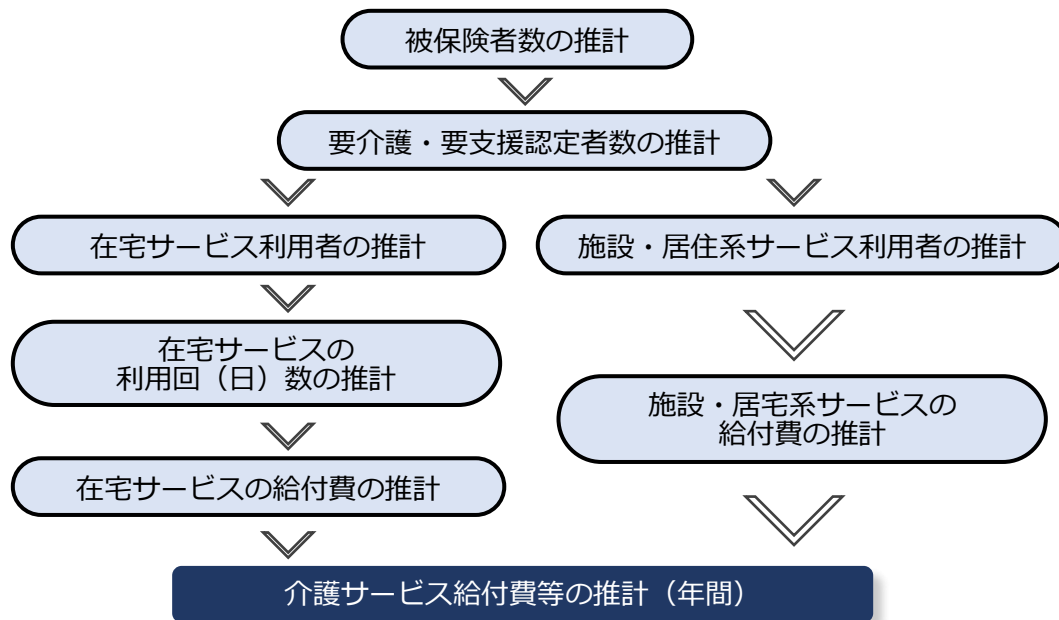 被保険者数の推計
要介護・要支援認定者数の推計
在宅サービス利用者の推計
施設・居住系サービス利用者の推計
在宅サービスの
利用回（日）数の推計
施設・居宅系サービスの
給付費の推計
在宅サービスの給付費の推計
介護サービス給付費等の推計（年間）